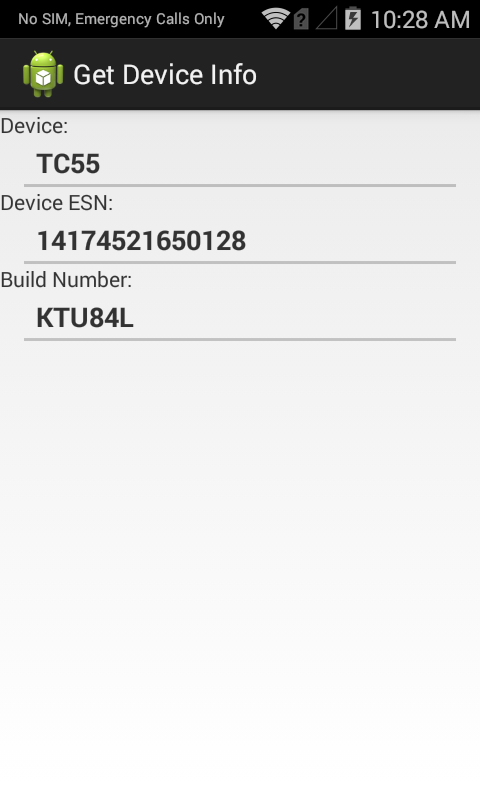 No SIM, Emergency Calls Only
10:28 AM
Get Device Info
Device:
TC55
Device ESN:
14174521650128
Build Number:
KTU84L